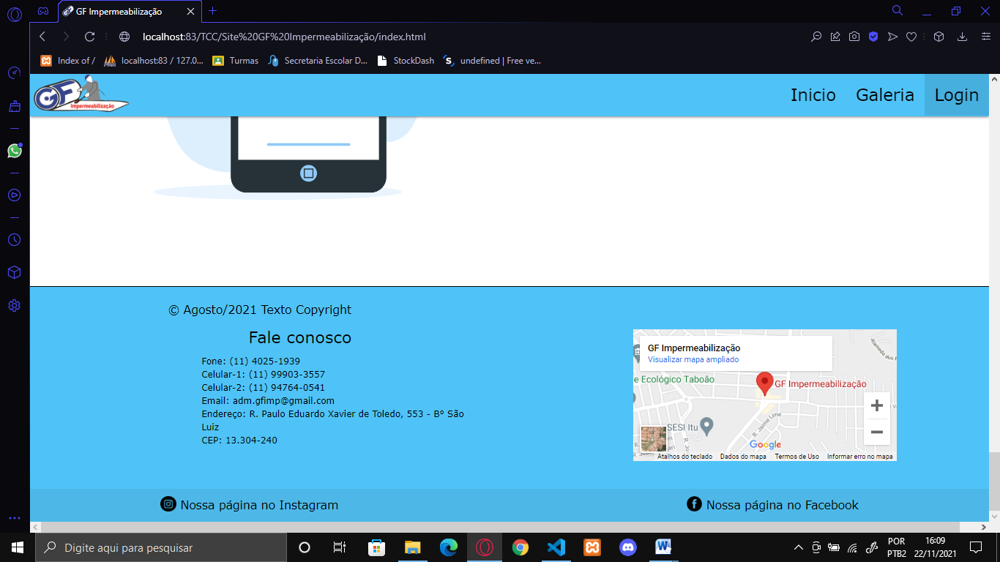 GF Impermeabilização
localhost:83/TCC/Site%20GF%20Impermeabilização/index.html
Index of /
localhost:83 / 127.0...
Turmas
Secretaria Escolar D...
StockDash
undefined | Free ve...
GF
Impermeabilização
Inicio
Galeria
Login
© Agosto/2021 Texto Copyright
Fale conosco
Fone: (11) 4025-1939
Celular-1: (11) 99903-3557
Celular-2: (11) 94764-0541
Email: adm.gfimp@gmail.com
Endereço: R. Paulo Eduardo Xavier de Toledo, 553 - Bº São
Luiz
CEP: 13.304-240
GF Impermeabilização
Visualizar mapa ampliado
Alameda dos F
e Ecológico Taboão
GF Impermeabilização
SESI Itu
R. Jaime Lima
Google
Atalhos do teclado
Dados do mapa
Termos de Uso
Informar erro no mapa
Nossa página no Instagram
Nossa página no Facebook
Digite aqui para pesquisar
POR
PTB2
16:09
22/11/2021